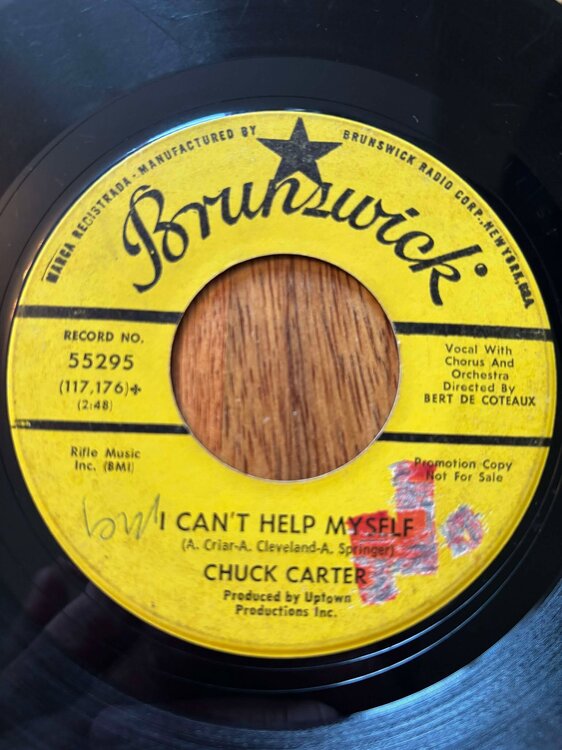 MARCA REGISTRADA - MANUFACTURED BY BRUNSWICK RADIO CORP., NEW YORK, USA
Brunswick
RECORD NO.
55295
(117,176)✤
(2:48)
Vocal With
Chorus And
Orchestra
Directed By
BERT DE COTEAUX
Rifle Music
Inc. (BMI)
Promotion Copy
Not For Sale
I CAN'T HELP MYSELF
(A. Criar-A. Cleveland-A. Springer)
CHUCK CARTER
Produced by Uptown
Productions Inc.